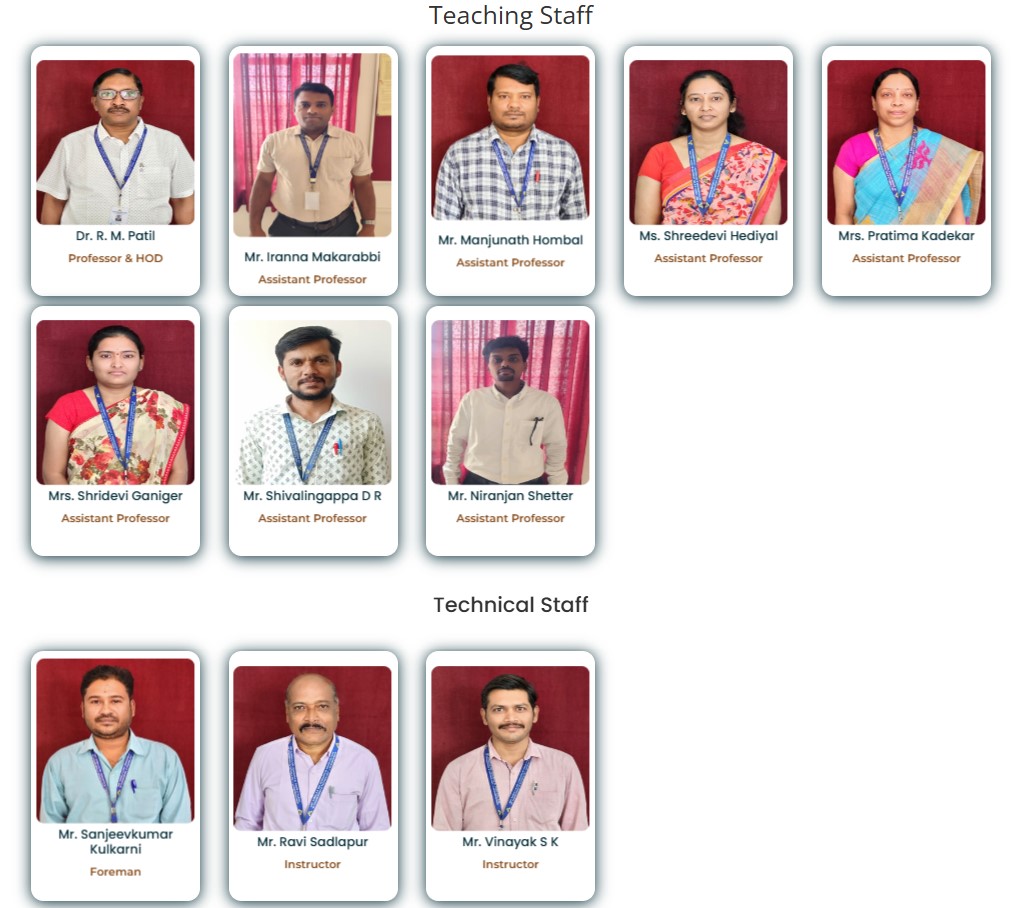 Teaching Staff
Dr. R. M. Patil
Professor & HOD
Mr. Iranna Makarabbi
Assistant Professor
Mr. Manjunath Hombal
Assistant Professor
Ms. Shreedevi Hediyal
Assistant Professor
Mrs. Pratima Kadekar
Assistant Professor
Mrs. Shridevi Ganiger
Assistant Professor
Mr. Shivalingappa D R
Assistant Professor
Mr. Niranjan Shetter
Assistant Professor
Technical Staff
Mr. Sanjeevkumar
Kulkarni
Foreman
Mr. Ravi Sadlapur
Instructor
Mr. Vinayak S K
Instructor